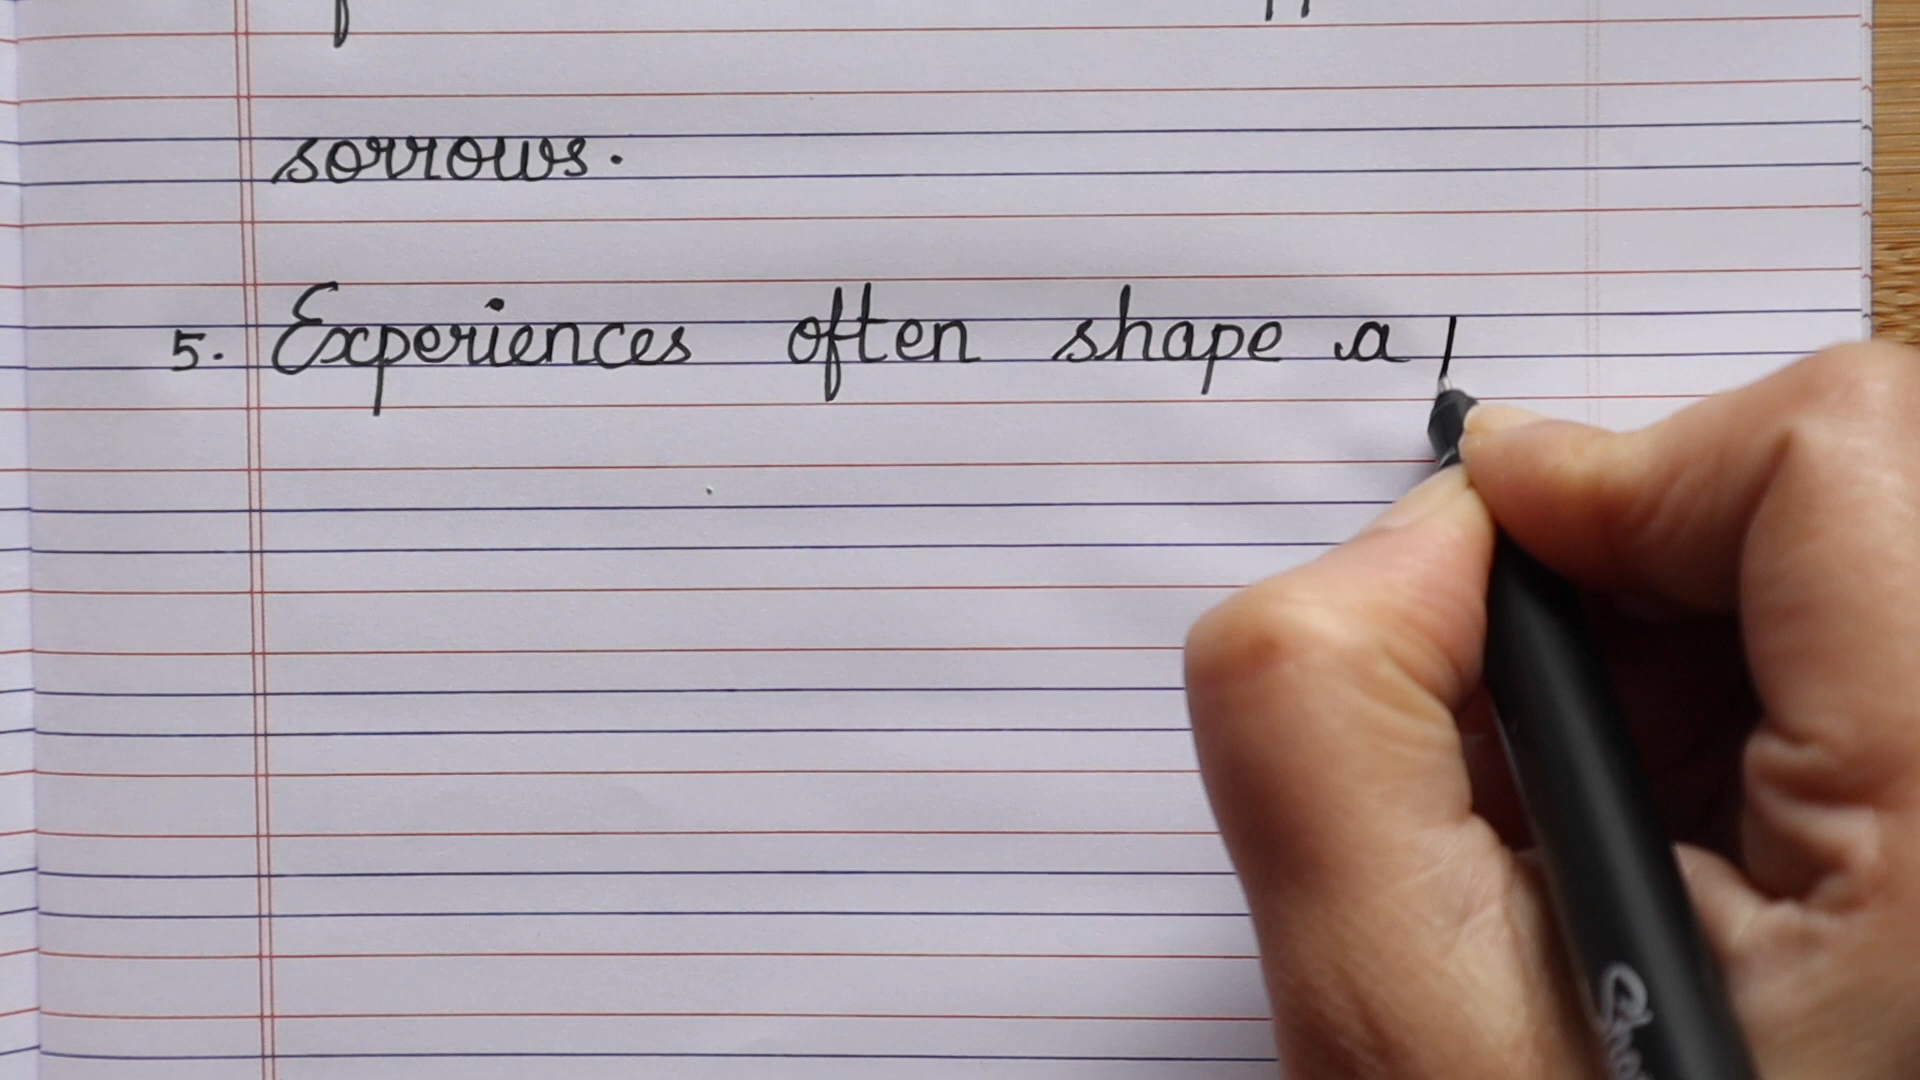 sorrows.
5. Experiences often shape a